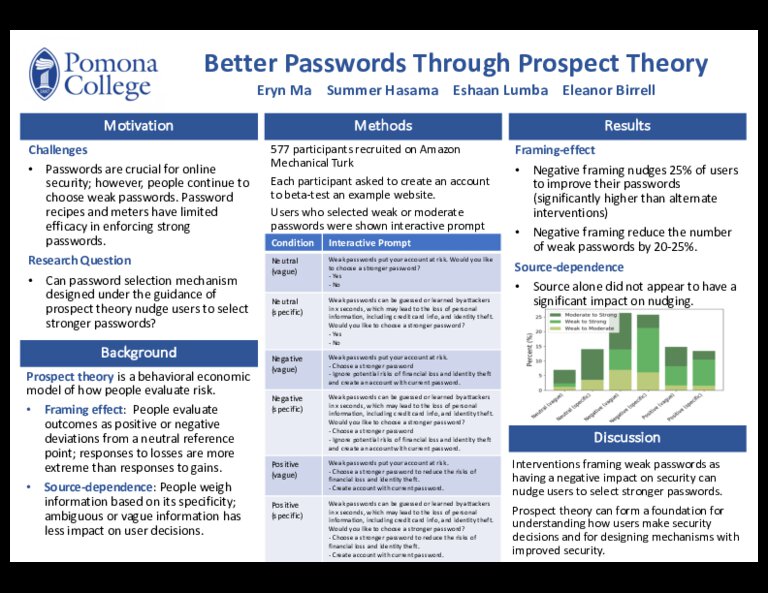 Pomona
College
Better Passwords Through Prospect Theory
Eryn Ma Summer Hasama Eshaan Lumba Eleanor Birrell
Motivation
Challenges
• Passwords are crucial for online
security; however, people continue to
choose weak passwords. Password
recipes and meters have limited
efficacy in enforcing strong
passwords.
Research Question
• Can password selection mechanism
designed under the guidance of
prospect theory nudge users to select
stronger passwords?
Background
Prospect theory is a behavioral economic
model of how people evaluate risk.
• Framing effect: People evaluate
outcomes as positive or negative
deviations from a neutral reference
point; responses to losses are more
extreme than responses to gains.
• Source-dependence: People weigh
information based on its specificity;
ambiguous or vague information has
less impact on user decisions.
Methods
577 participants recruited on Amazon
Mechanical Turk
Each participant asked to create an account
to beta-test an example website.
Users who selected weak or moderate
passwords were shown interactive prompt
Condition Interactive Prompt
Neutral
(vague)
Weak passwords put your account at risk. Would you like
to choose a stronger password?
- Yes
- No
Neutral
(specific)
Weak passwords can be guessed or learned by attackers
in x seconds, which may lead to the loss of personal
information, including credit card info, and identity theft.
Would you like to choose a stronger password?
- Yes
- No
Negative
(vague)
Weak passwords put your account at risk.
- Choose a stronger password
- Ignore potential risks of financial loss and identity theft
and create an account with current password.
Negative
(specific)
Weak passwords can be guessed or learned by attackers
in x seconds, which may lead to the loss of personal
information, including credit card info, and identity theft.
Would you like to choose a stronger password?
- Choose a stronger password
- Ignore potential risks of financial loss and identity theft
and create an account with current password.
Positive
(vague)
Weak passwords put your account at risk.
- Choose a stronger password to reduce the risks of
financial loss and identity theft.
- Create account with current password.
Positive
(specific)
Weak passwords can be guessed or learned by attackers
in x seconds, which may lead to the loss of personal
information, including credit card info, and identity theft.
Would you like to choose a stronger password?
- Choose a stronger password to reduce the risks of
financial loss and identity theft.
- Create account with current password.
Results
Framing-effect
• Negative framing nudges 25% of users
to improve their passwords
(significantly higher than alternate
interventions)
• Negative framing reduce the number
of weak passwords by 20-25%.
Source-dependence
• Source alone did not appear to have a
significant impact on nudging.
Moderate to Strong
Weak to Strong
Weak to Moderate
Percent (%)
25
20
15
10
5
0
Neutral (vague)
Neutral (specific)
Negative (vague)
Negative (specific)
Positive (vague)
Positive (specific)
Discussion
Interventions framing weak passwords as
having a negative impact on security can
nudge users to select stronger passwords.
Prospect theory can form a foundation for
understanding how users make security
decisions and for designing mechanisms with
improved security.